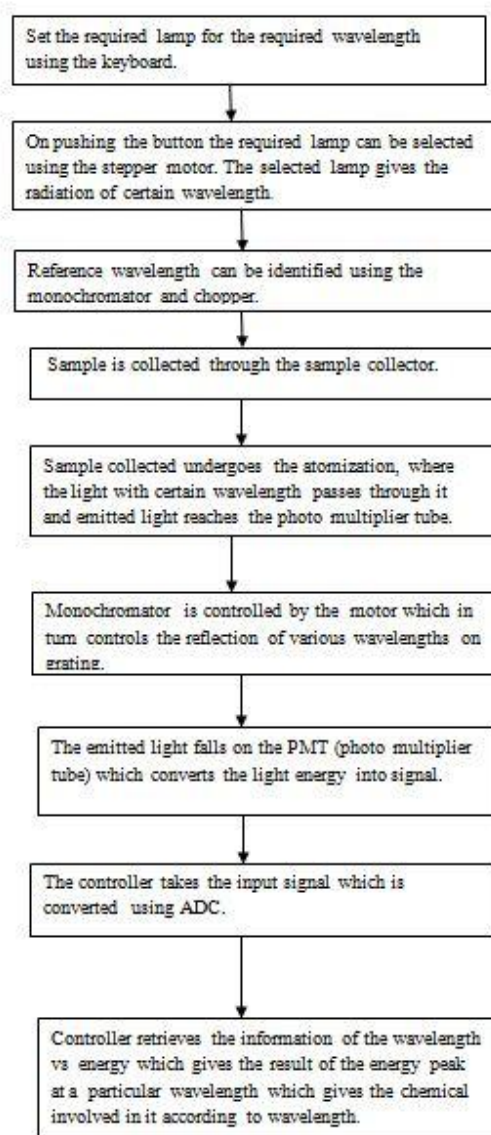 Set the required lamp for the required wavelength
using the keyboard.
On pushing the button the required lamp can be selected
using the stepper motor. The selected lamp gives the
radiation of certain wavelength.
Reference wavelength can be identified using the
monochromator and chopper.
Sample is collected through the sample collector.
Sample collected undergoes the atomization, where
the light with certain wavelength passes through it
and emitted light reaches the photo multiplier tube.
Monochromator is controlled by the motor which in
turn controls the reflection of various wavelengths on
grating.
The emitted light falls on the PMT (photo multiplier
tube) which converts the light energy into signal.
The controller takes the input signal which is
converted using ADC.
Controller retrieves the information of the wavelength
vs energy which gives the result of the energy peak
at a particular wavelength which gives the chemical
involved in it according to wavelength.